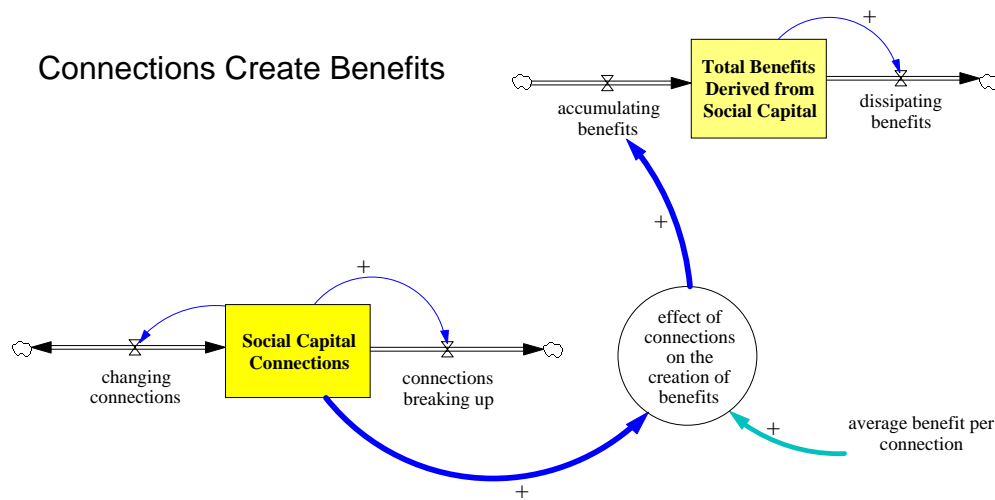 Connections Create Benefits
+
Total Benefits
Derived from
Social Capital
accumulating
benefits
dissipating
benefits
+
+
Social Capital
Connections
changing
connections
connections
breaking up
effect of
connections
on the
creation of
benefits
+
average benefit per
connection
+